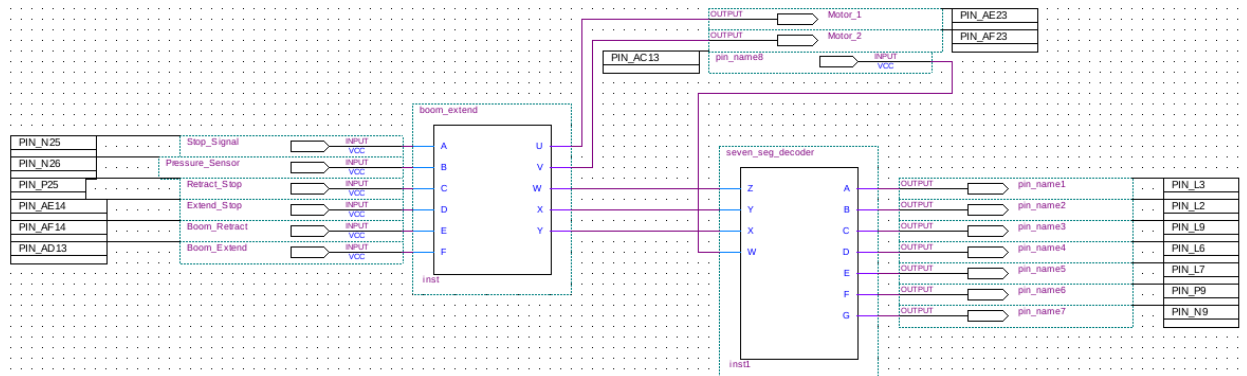 OUTPUT Motor_1 PIN_AE23
OUTPUT Motor_2 PIN_AF23
PIN_AC13 pin_name8 INPUT
VCC
boom_extend
PIN_N25 Stop_Signal INPUT
VCC
PIN_N26 Pressure_Sensor INPUT
VCC
PIN_P25 Retract_Stop INPUT
VCC
PIN_AE14 Extend_Stop INPUT
VCC
PIN_AF14 Boom_Retract INPUT
VCC
PIN_AD13 Boom_Extend INPUT
VCC
A U
B V
C W
D X
E Y
F
inst
seven_seg_decoder
Z A
Y B
X C
W D
E
F
G
inst1
OUTPUT pin_name1 PIN_L3
OUTPUT pin_name2 PIN_L2
OUTPUT pin_name3 PIN_L9
OUTPUT pin_name4 PIN_L6
OUTPUT pin_name5 PIN_L7
OUTPUT pin_name6 PIN_P9
OUTPUT pin_name7 PIN_N9